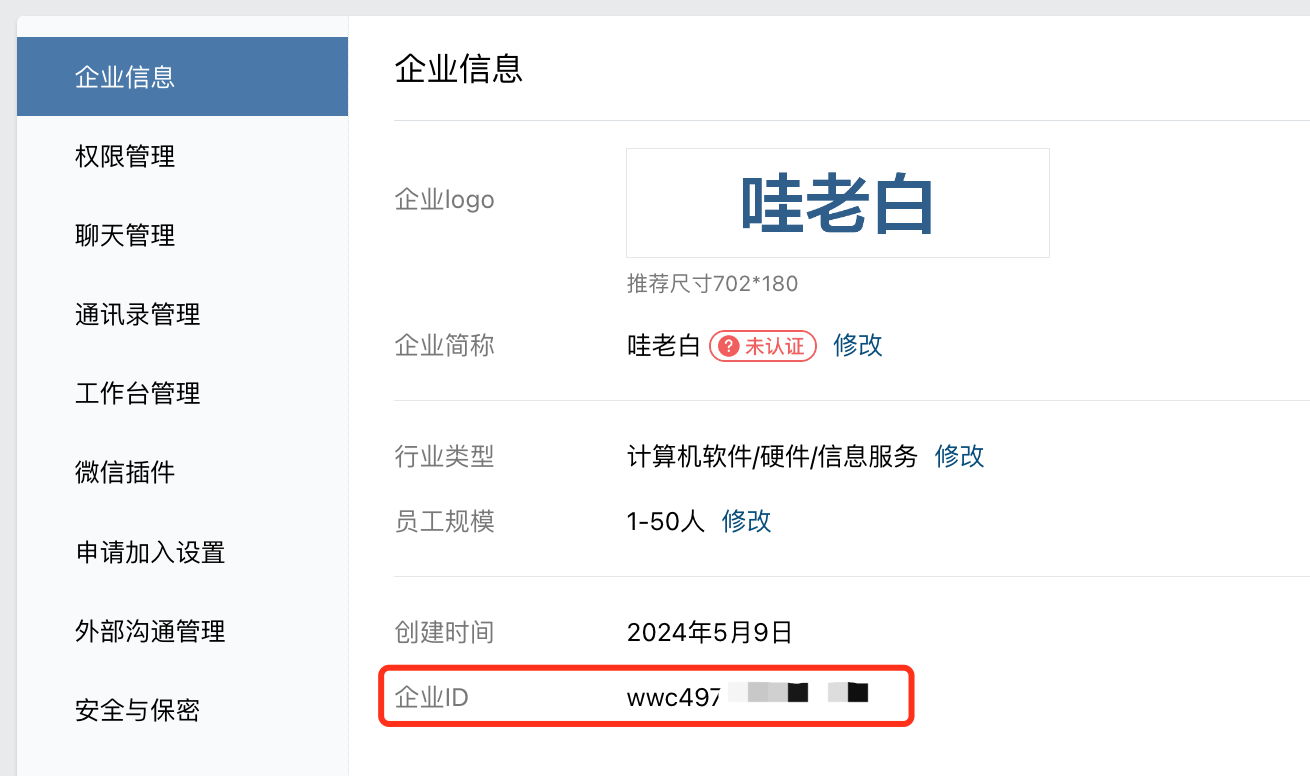 企业信息
权限管理
聊天管理
通讯录管理
工作台管理
微信插件
申请加入设置
外部沟通管理
安全与保密
企业信息
企业logo
哇老白
推荐尺寸702*180
企业简称 哇老白 ? 未认证 修改
行业类型 计算机软件/硬件/信息服务 修改
员工规模 1-50人 修改
创建时间 2024年5月9日
企业ID wwc497